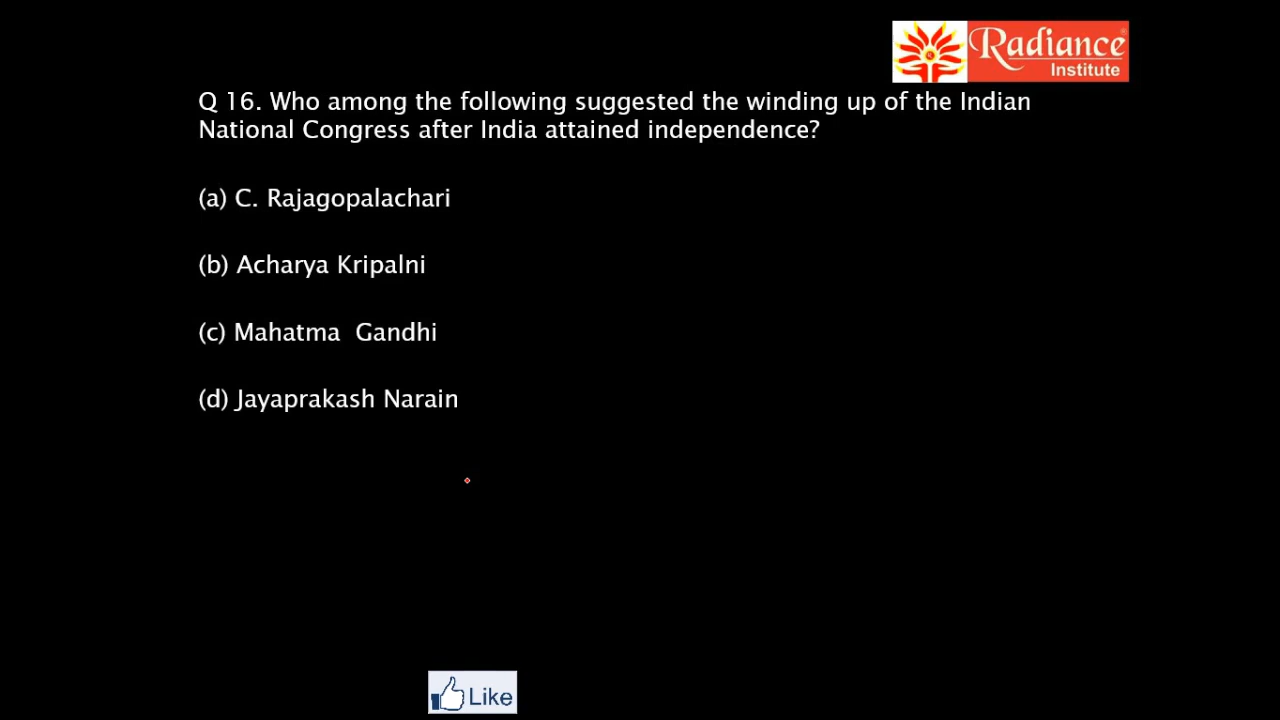 Radiance
Institute
Q 16. Who among the following suggested the winding up of the Indian
National Congress after India attained independence?
(a) C. Rajagopalachari
(b) Acharya Kripalni
(c) Mahatma  Gandhi
(d) Jayaprakash Narain
Like